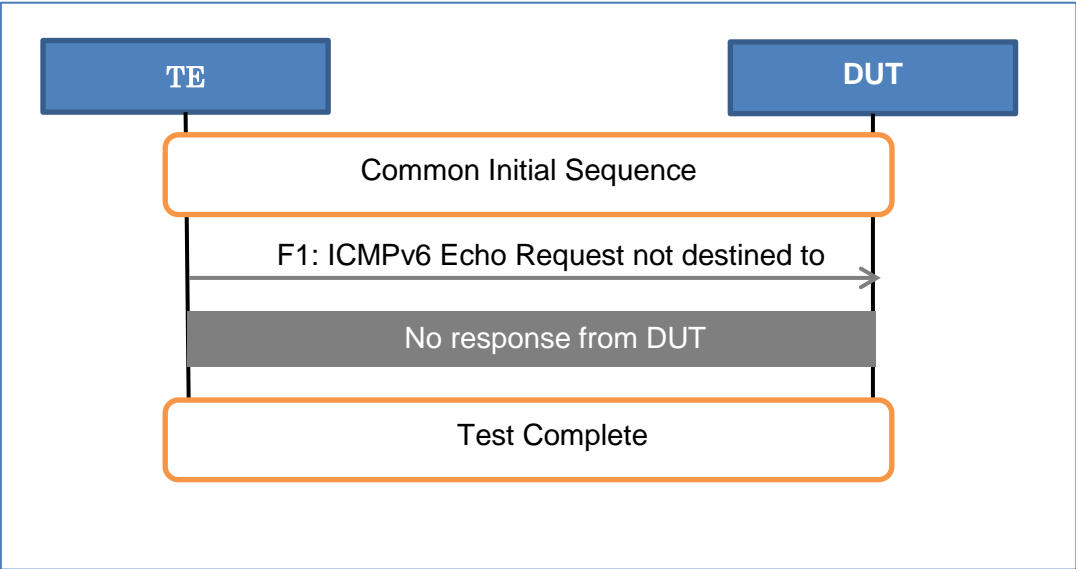 TE
DUT
Common Initial Sequence
F1: ICMPv6 Echo Request not destined to
No response from DUT
Test Complete